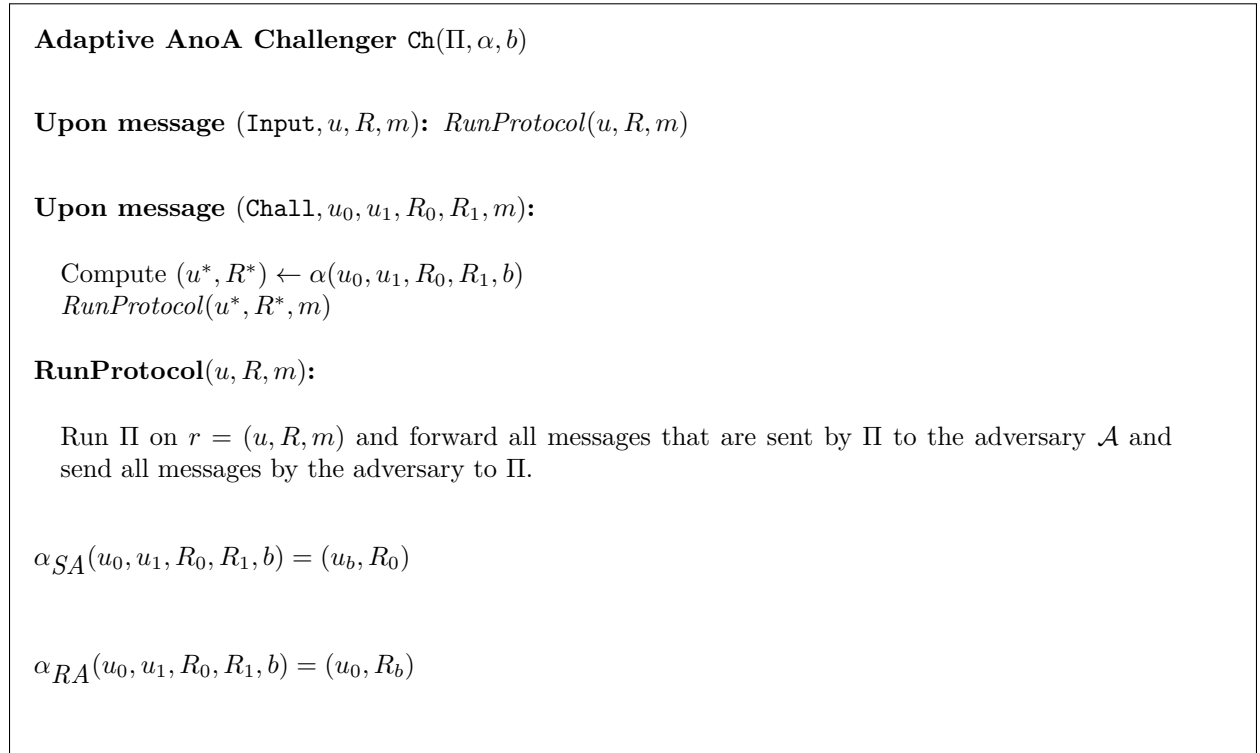 Adaptive AnoA Challenger Ch(Π, α, b)
Upon message (Input, u, R, m): RunProtocol(u, R, m)
Upon message (Chall, u₀, u₁, R₀, R₁, m):
Compute (u*, R*) ← α(u₀, u₁, R₀, R₁, b)
RunProtocol(u*, R*, m)
RunProtocol(u, R, m):
Run Π on r = (u, R, m) and forward all messages that are sent by Π to the adversary 𝒜 and
send all messages by the adversary to Π.
α_SA(u₀, u₁, R₀, R₁, b) = (u_b, R₀)
α_RA(u₀, u₁, R₀, R₁, b) = (u₀, R_b)